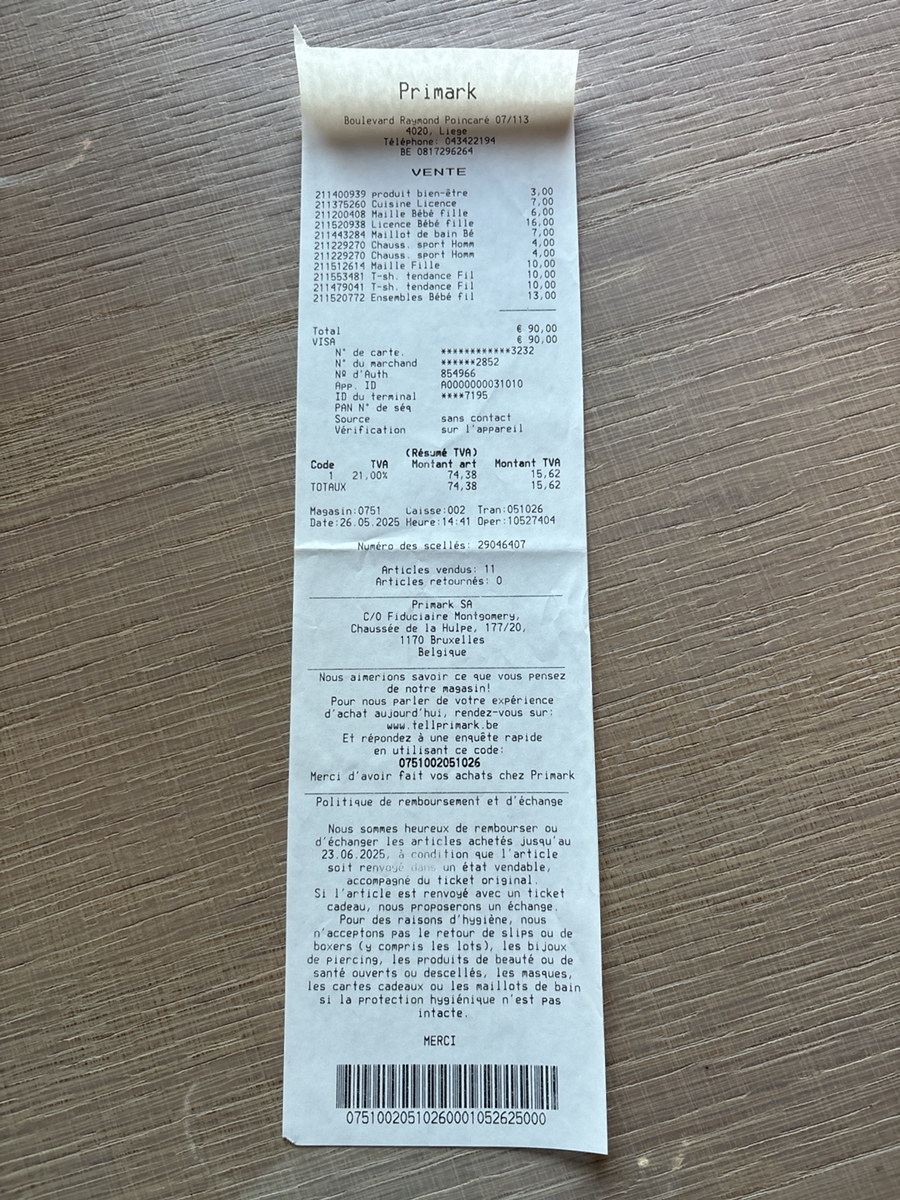 Primark
Boulevard Raymond Poincaré 07/113
4020, Liege
Téléphone: 043422194
BE 0817296264
VENTE
211400939 produit bien-être 3,00
211375260 Cuisine Licence 7,00
211200408 Maille Bébé fille 6,00
211520938 Licence Bébé fille 16,00
211443284 Maillot de bain Bé 7,00
211229270 Chauss. sport Homm 4,00
211229270 Chauss. sport Homm 4,00
211512614 Maille Fille 10,00
211553481 T-sh. tendance Fil 10,00
211479041 T-sh. tendance Fil 10,00
211520772 Ensembles Bébé fil 13,00
Total € 90,00
VISA € 90,00
N° de carte. ************3232
N° du marchand ******2852
Nº d'Auth 854966
App. ID A0000000031010
ID du terminal ****7195
PAN N° de séq
Source sans contact
Vérification sur l'appareil
(Résumé TVA)
Code TVA Montant art Montant TVA
1 21,00% 74,38 15,62
TOTAUX 74,38 15,62
Magasin:0751 Caisse:002 Tran:051026
Date:26.05.2025 Heure:14:41 Oper:10527404
Numéro des scellés: 29046407
Articles vendus: 11
Articles retournés: 0
Primark SA
C/O Fiduciaire Montgomery,
Chaussée de la Hulpe, 177/20,
1170 Bruxelles
Belgique
Nous aimerions savoir ce que vous pensez
de notre magasin!
Pour nous parler de votre expérience
d'achat aujourd'hui, rendez-vous sur:
www.tellprimark.be
Et répondez à une enquête rapide
en utilisant ce code:
0751002051026
Merci d'avoir fait vos achats chez Primark
Politique de remboursement et d'échange
Nous sommes heureux de rembourser ou
d'échanger les articles achetés jusqu'au
23.06.2025, à condition que l'article
soit renvoyé dans un état vendable,
accompagné du ticket original.
Si l'article est renvoyé avec un ticket
cadeau, nous proposerons un échange.
Pour des raisons d'hygiène, nous
n'acceptons pas le retour de slips ou de
boxers (y compris les lots), les bijoux
de piercing, les produits de beauté ou de
santé ouverts ou descellés, les masques,
les cartes cadeaux ou les maillots de bain
si la protection hygiénique n'est pas
intacte.
MERCI
07510020510260001052625000